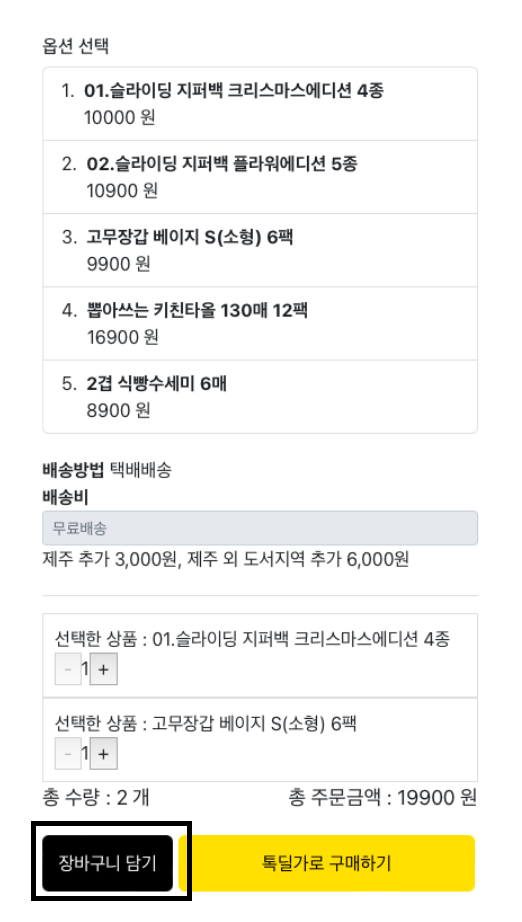 옵션 선택
1. 01.슬라이딩 지퍼백 크리스마스에디션 4종
10000 원
2. 02.슬라이딩 지퍼백 플라워에디션 5종
10900 원
3. 고무장갑 베이지 S(소형) 6팩
9900 원
4. 뽑아쓰는 키친타올 130매 12팩
16900 원
5. 2겹 식빵수세미 6매
8900 원
배송방법 택배배송
배송비
무료배송
제주 추가 3,000원, 제주 외 도서지역 추가 6,000원
선택한 상품 : 01.슬라이딩 지퍼백 크리스마스에디션 4종
- 1 +
선택한 상품 : 고무장갑 베이지 S(소형) 6팩
- 1 +
총 수량 : 2 개 총 주문금액 : 19900 원
장바구니 담기 톡딜가로 구매하기